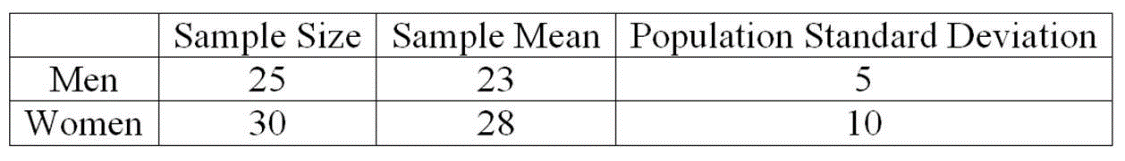 Sample Size Sample Mean Population Standard Deviation
Men 25 23 5
Women 30 28 10